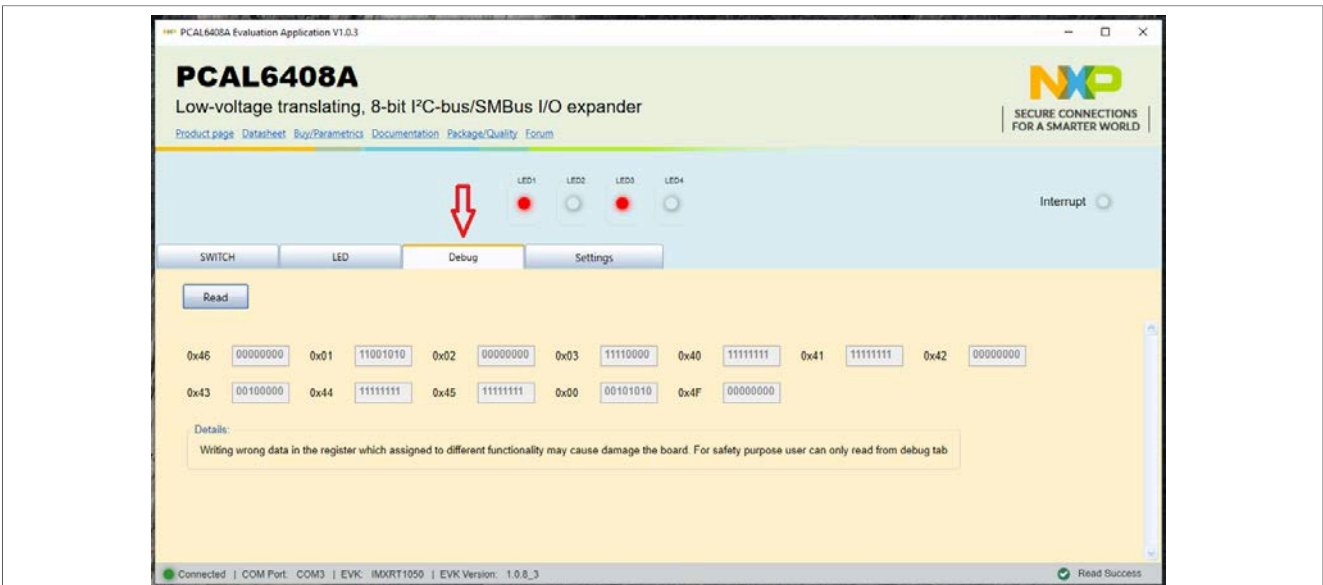 PCAL6408A Evaluation Application V1.0.3
PCAL6408A
Low-voltage translating, 8-bit I²C-bus/SMBus I/O expander
Product page Datasheet Buy/Parametrics Documentation Package/Quality Forum
NXP
SECURE CONNECTIONS
FOR A SMARTER WORLD
LED1 LED2 LED3 LED4
Interrupt
SWITCH LED Debug Settings
Read
0x46 00000000 0x01 11001010 0x02 00000000 0x03 11110000 0x40 11111111 0x41 11111111 0x42 00000000
0x43 00100000 0x44 11111111 0x45 11111111 0x00 00101010 0x4F 00000000
Details:
Writing wrong data in the register which assigned to different functionality may cause damage the board. For safety purpose user can only read from debug tab
Connected | COM Port: COM3 | EVK: IMXRT1050 | EVK Version: 1.0.8_3 Read Success